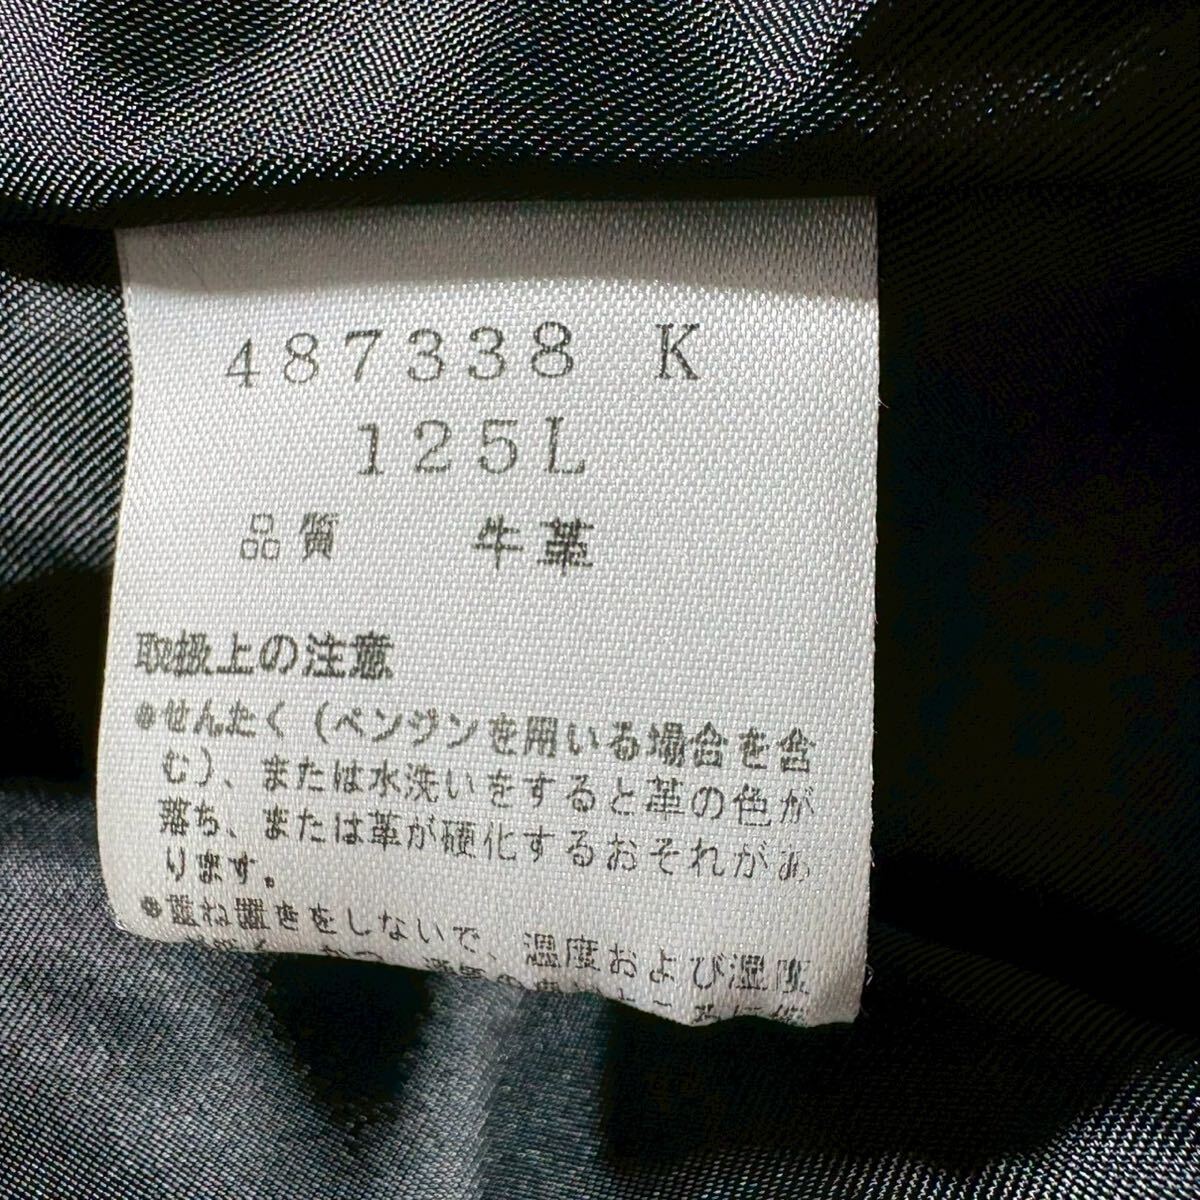 487338 K
125L
品質 牛革
取扱上の注意
●せんたく(ベンジンを用いる場合を含
む)、または水洗いをすると革の色が
落ち、または革が硬化するおそれがあ
ります。
●重ね置きをしないで、温度および湿度